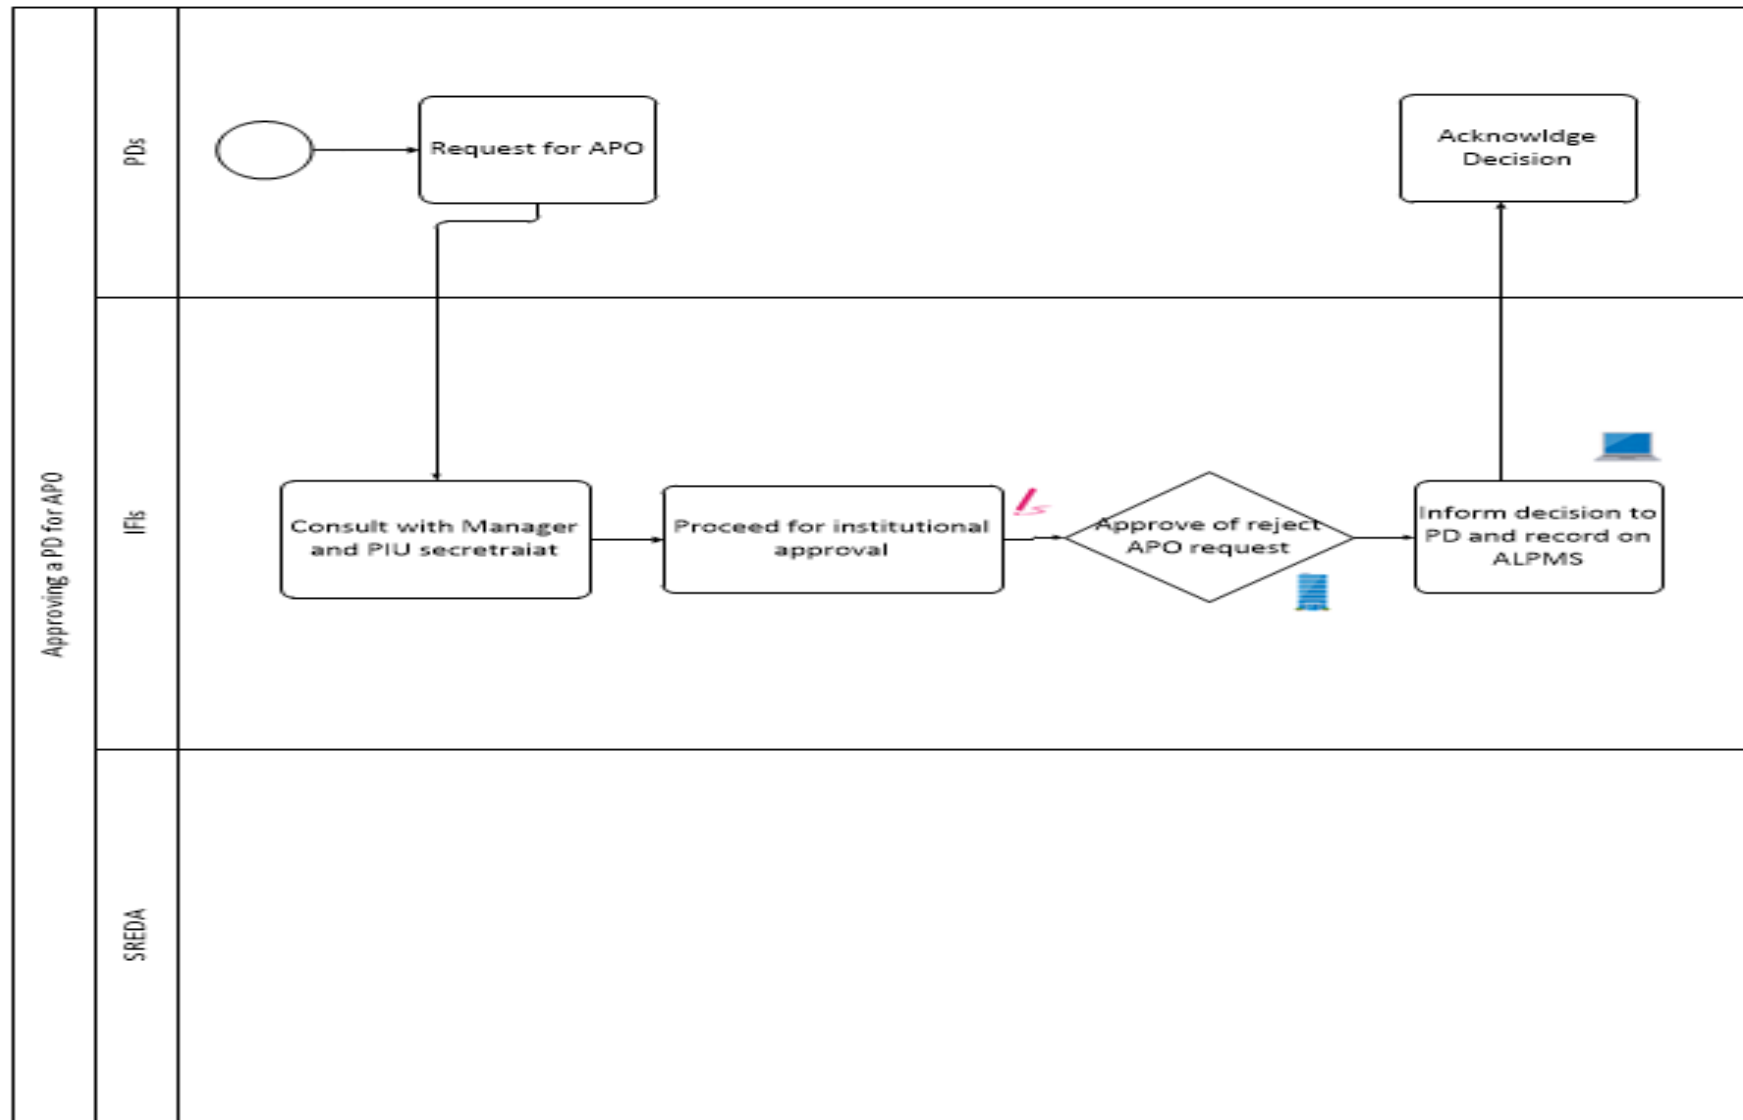 Approving a PD for APO
PDs
Request for APO
Acknowldge
Decision
IFIs
Consult with Manager
and PIU secretraiat
Proceed for institutional
approval
Approve of reject
APO request
Inform decision to
PD and record on
ALPMS
SREDA